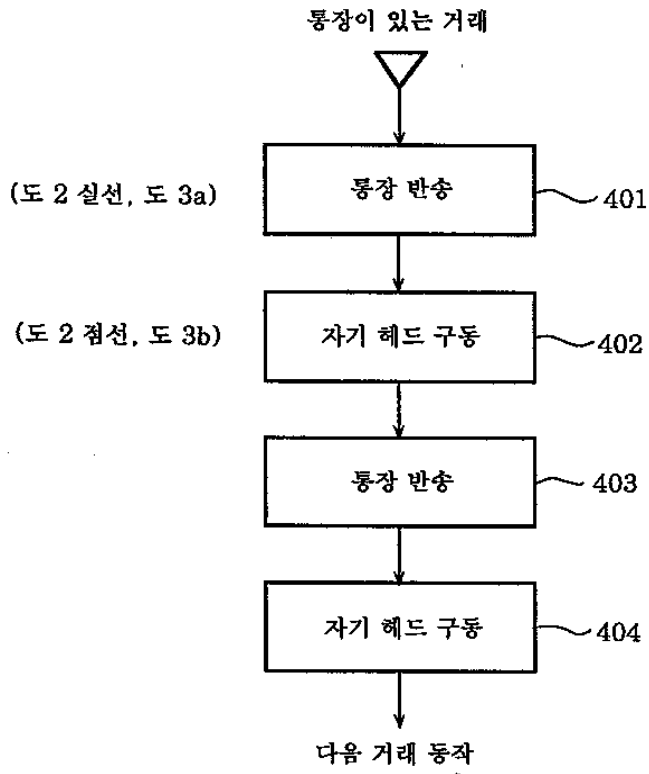 통장이 있는 거래
(도 2 실선, 도 3a)
통장 반송
401
(도 2 점선, 도 3b)
자기 헤드 구동
402
통장 반송
403
자기 헤드 구동
404
다음 거래 동작